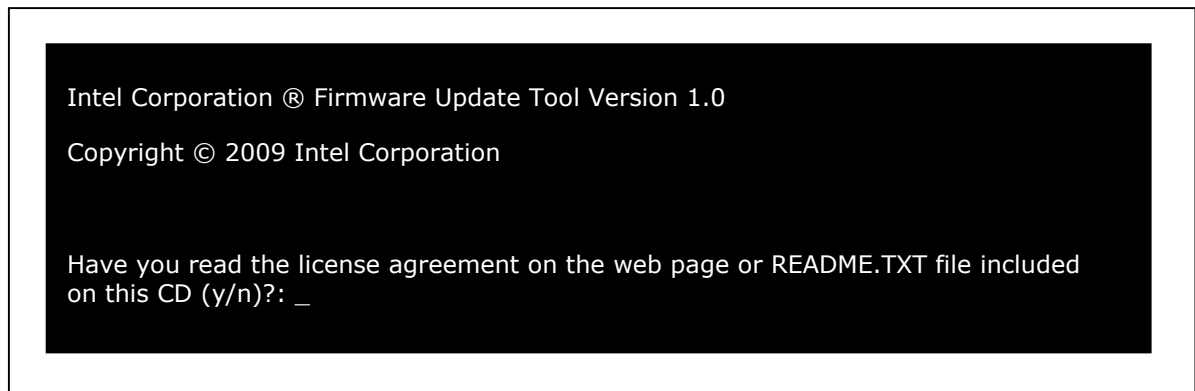 Intel Corporation ® Firmware Update Tool Version 1.0
Copyright © 2009 Intel Corporation
Have you read the license agreement on the web page or README.TXT file included
on this CD (y/n)?: _